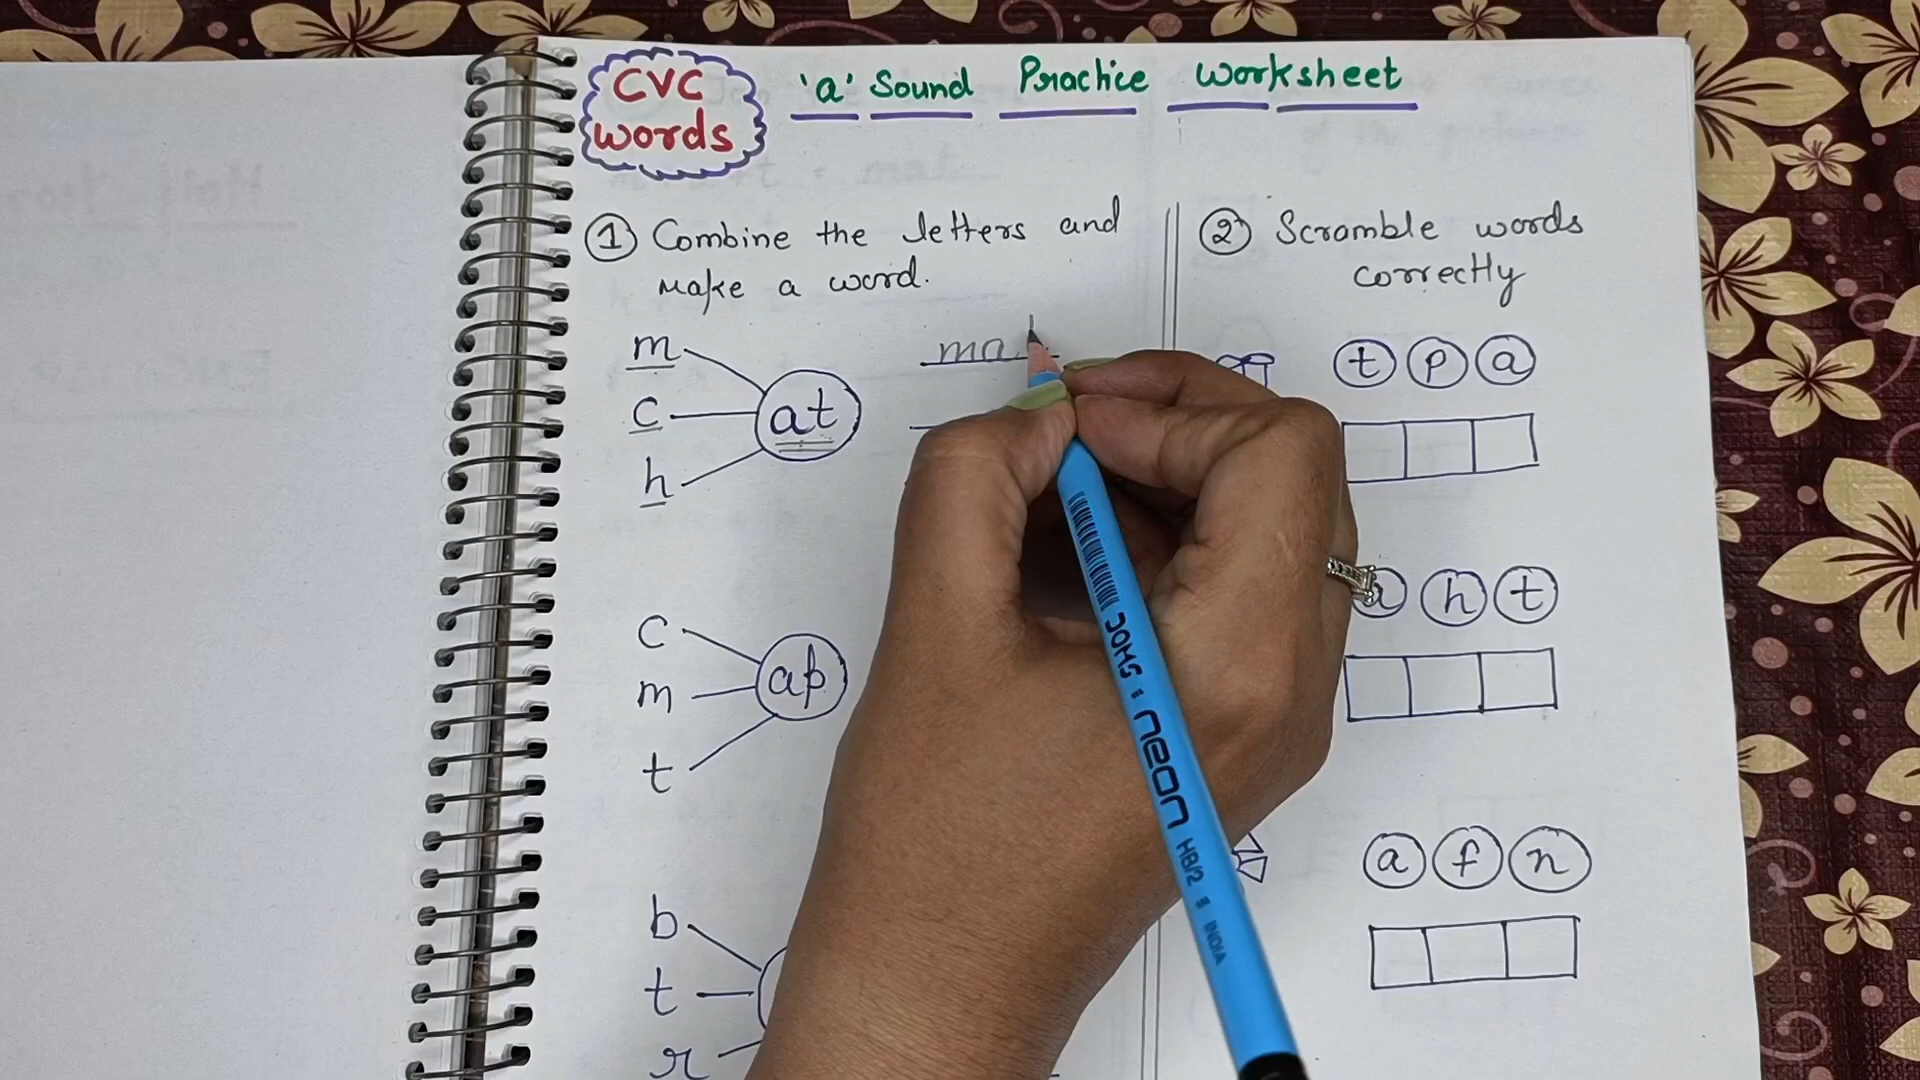 CVC
words
'a' Sound Practice Worksheet
1 Combine the letters and
make a word.
m
c
h
at
ma
c
m
t
ap
b
t
r
2 Scramble words
correctly
t p a
a h t
a f n
DOMS neon HB/2 INDIA